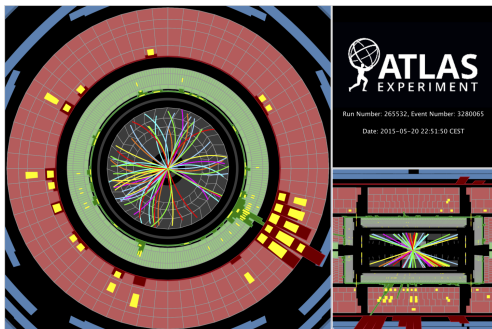 ATLAS
EXPERIMENT
Run Number: 265532, Event Number: 3280065
Date: 2015-05-20 22:51:50 CEST